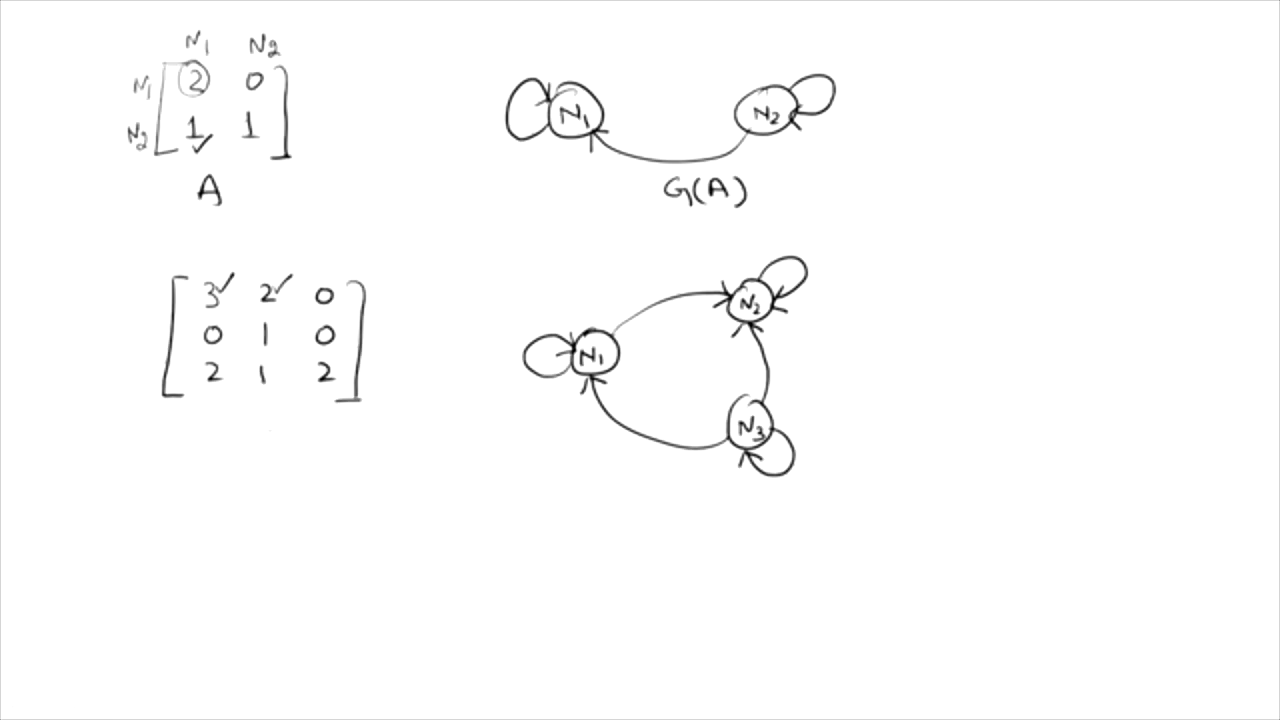 N1 N2
N1 2 0
N2 1 1
A
N1 N2
G(A)
3 2 0
0 1 0
2 1 2
N2
N1
N3